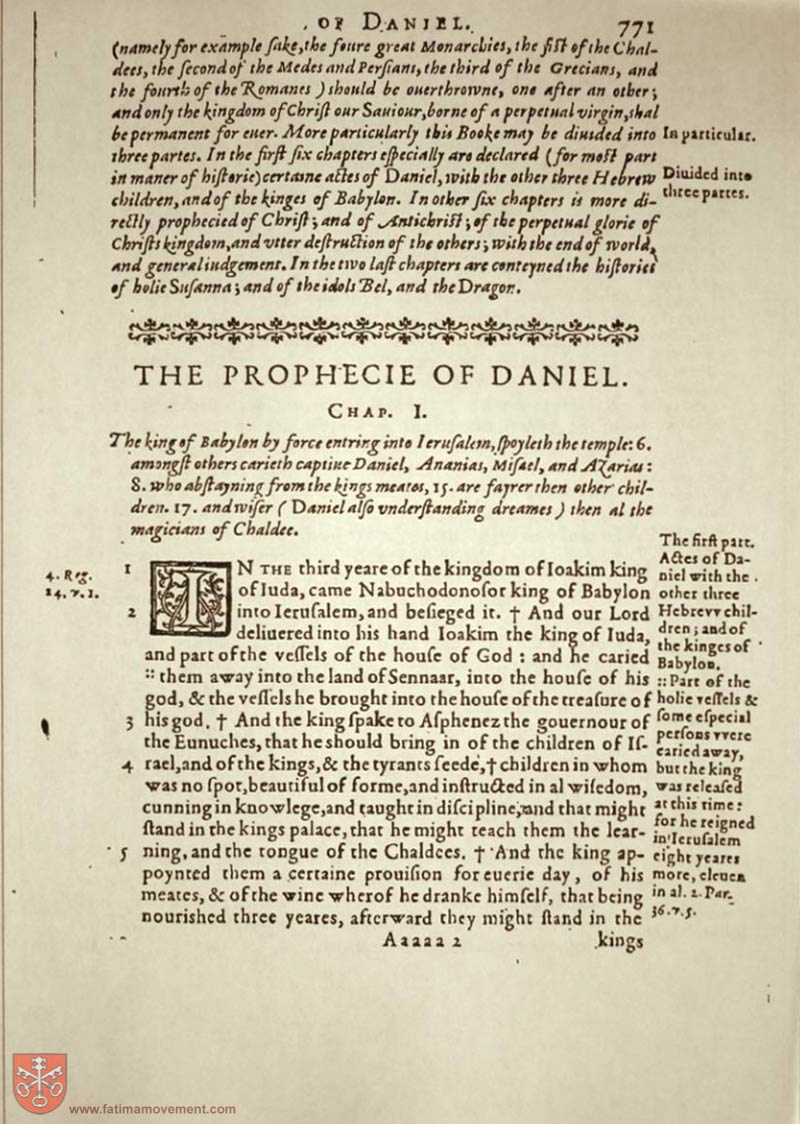 OF DANIEL. 771
(namely for example ſake, the foure great Monarchies, the fiſt of the Chal-
dees, the ſecond of the Medes and Perſians, the third of the Grecians, and
the fourth of the Romanes ) ſhould be ouerthrowne, one after an other;
and only the kingdom of Chriſt our Sauiour, borne of a perpetual virgin, ſhal
be permanent for euer. More particularly this Booke may be diuided into
In particular.
three partes. In the firſt ſix chapters eſpecially are declared (for moſt part
in maner of hiſtorie) certaine actes of Daniel, with the other three Hebrew
Diuided into
three partes.
children, and of the kinges of Babylon. In other ſix chapters is more di-
rectly prophecied of Chriſt; and of Antichriſt; of the perpetual glorie of
Chriſts kingdom, and vtter deſtruction of the others; with the end of world,
and general iudgement. In the two laſt chapters are conteyned the hiſtories
of holie Suſanna; and of the idols Bel, and the Dragon.
THE PROPHECIE OF DANIEL.
CHAP. I.
The king of Babylon by force entring into Ieruſalem, ſpoyleth the temple: 6.
amongſt others carieth captiue Daniel, Ananias, Miſael, and Azarias:
8. who abſtayning from the kings meates, 15. are fayrer then other chil-
dren. 17. and wiſer ( Daniel alſo vnderſtanding dreames ) then al the
magicians of Chaldee.
4. Reg.
24. v. 1.
1 IN THE third yeare of the kingdom of Ioakim king
of Iuda, came Nabuchodonoſor king of Babylon
2 into Ieruſalem, and beſieged it. † And our Lord
deliuered into his hand Ioakim the king of Iuda,
and part of the veſſels of the houſe of God : and he caried
:: them away into the land of Sennaar, into the houſe of his
god, & the veſſels he brought into the houſe of the treaſure of
3 his god. † And the king ſpake to Aſphenez the gouernour of
the Eunuches, that he ſhould bring in of the children of Iſ-
4 rael, and of the kings, & the tyrants ſeede, † children in whom
was no ſpot, beautiful of forme, and inſtructed in al wiſedom,
cunning in knowlege, and taught in diſcipline, and that might
ſtand in the kings palace, that he might teach them the lear-
5 ning, and the tongue of the Chaldees. † And the king ap-
poynted them a certaine prouiſion for euerie day, of his
meates, & of the wine wherof he dranke himſelf, that being
nouriſhed three yeares, afterward they might ſtand in the
The firſt part.
Actes of Da-
niel with the
other three
Hebrevv chil-
dren; and of
the kinges of
Babylon.
:: Part of the
holie veſſels &
ſome eſpecial
perſons vvere
caried away,
but the king
was releaſed
at this time:
for he reigned
in Ieruſalem
eight yeares
more, eleuen
in al. 2. Par.
36. v. 5.
Aaaaa 2 kings
www.fatimamovement.com